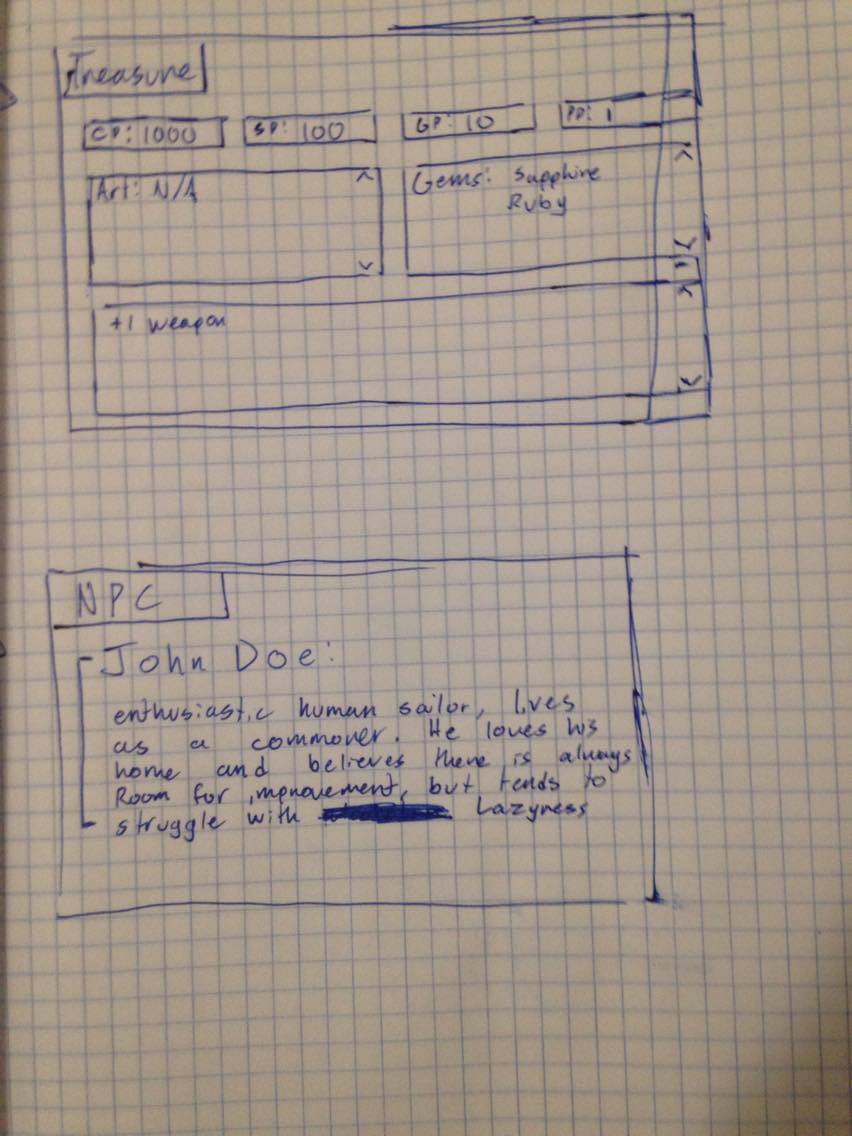 Treasure
CP: 1000 SP: 100 GP: 10 PP: 1
Art: N/A
Gems: Sapphire
Ruby
+1 weapon
NPC
John Doe:
enthusiastic human sailor, lives
as a commoner. He loves his
home and believes there is always
Room for improvement, but tends to
struggle with Lazyness